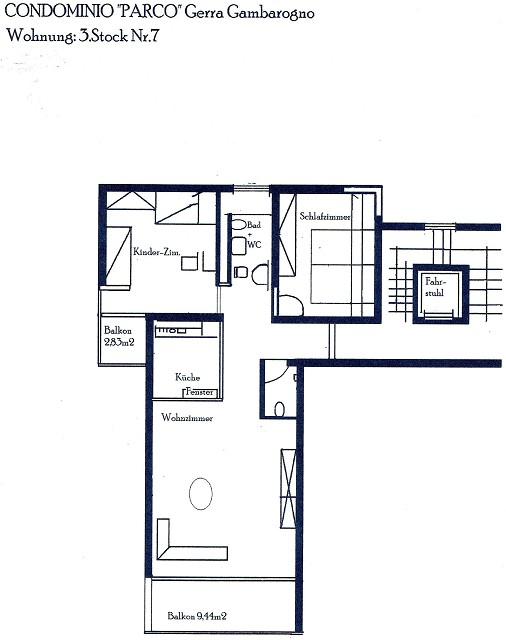 CONDOMINIO "PARCO" Gerra Gambarogno
Wohnung: 3.Stock Nr.7
Bad
+
WC
Schlafzimmer
Kinder-Zim.
Fahr-
stuhl
Balkon
2.83m2
Küche
Fenster
Wohnzimmer
Balkon 9.44m2